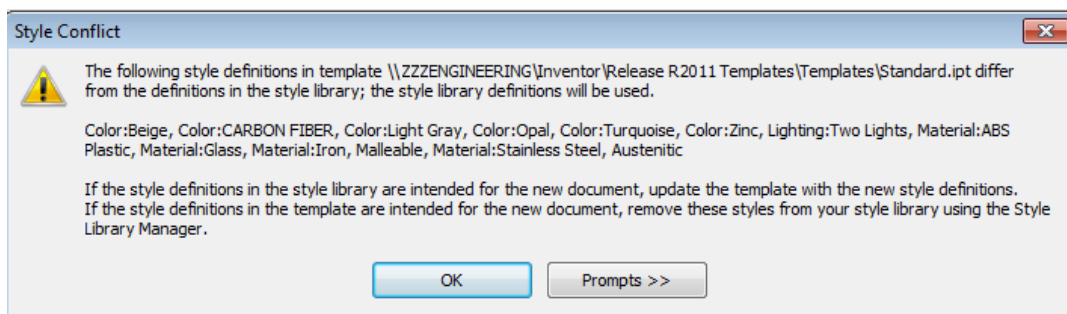 Style Conflict
The following style definitions in template \\ZZZENGINEERING\Inventor\Release R2011 Templates\Templates\Standard.ipt differ
from the definitions in the style library; the style library definitions will be used.
Color:Beige, Color:CARBON FIBER, Color:Light Gray, Color:Opal, Color:Turquoise, Color:Zinc, Lighting:Two Lights, Material:ABS
Plastic, Material:Glass, Material:Iron, Malleable, Material:Stainless Steel, Austenitic
If the style definitions in the style library are intended for the new document, update the template with the new style definitions.
If the style definitions in the template are intended for the new document, remove these styles from your style library using the Style
Library Manager.
OK
Prompts >>